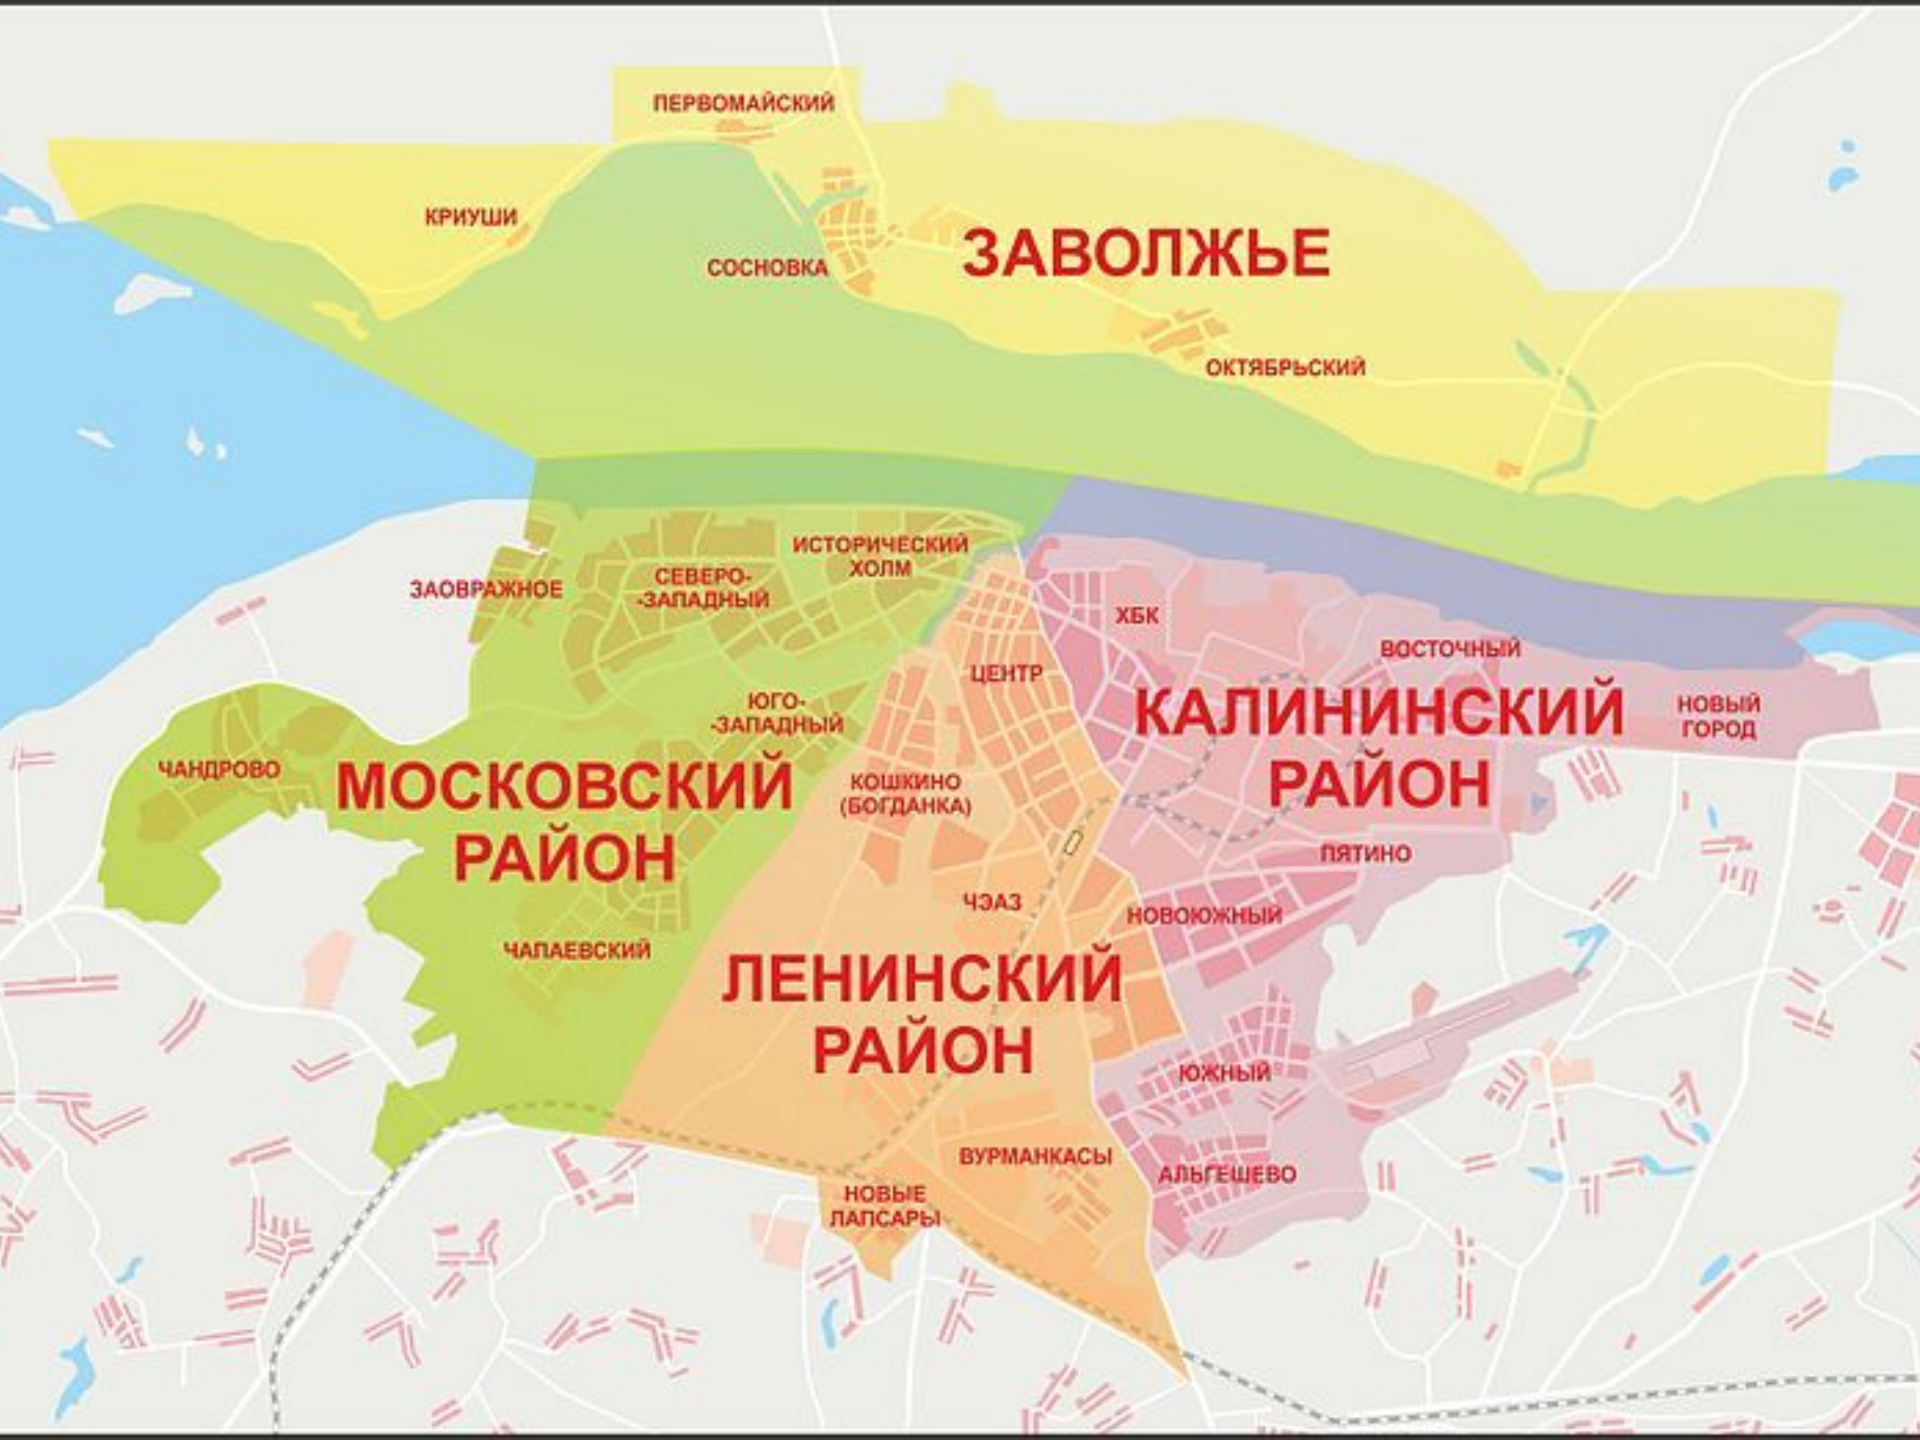 ПЕРВОМАЙСКИЙ
КРИУШИ
СОСНОВКА
ЗАВОЛЖЬЕ
ОКТЯБРЬСКИЙ
ИСТОРИЧЕСКИЙ
ХОЛМ
ЗАОВРАЖНОЕ
СЕВЕРО-
-ЗАПАДНЫЙ
ХБК
ВОСТОЧНЫЙ
ЦЕНТР
ЮГО-
-ЗАПАДНЫЙ
КАЛИНИНСКИЙ
РАЙОН
НОВЫЙ
ГОРОД
ЧАНДРОВО
МОСКОВСКИЙ
РАЙОН
КОШКИНО
(БОГДАНКА)
ПЯТИНО
ЧЭАЗ
НОВОЮЖНЫЙ
ЧАПАЕВСКИЙ
ЛЕНИНСКИЙ
РАЙОН
ЮЖНЫЙ
ВУРМАНКАСЫ
АЛЬГЕШЕВО
НОВЫЕ
ЛАПСАРЫ